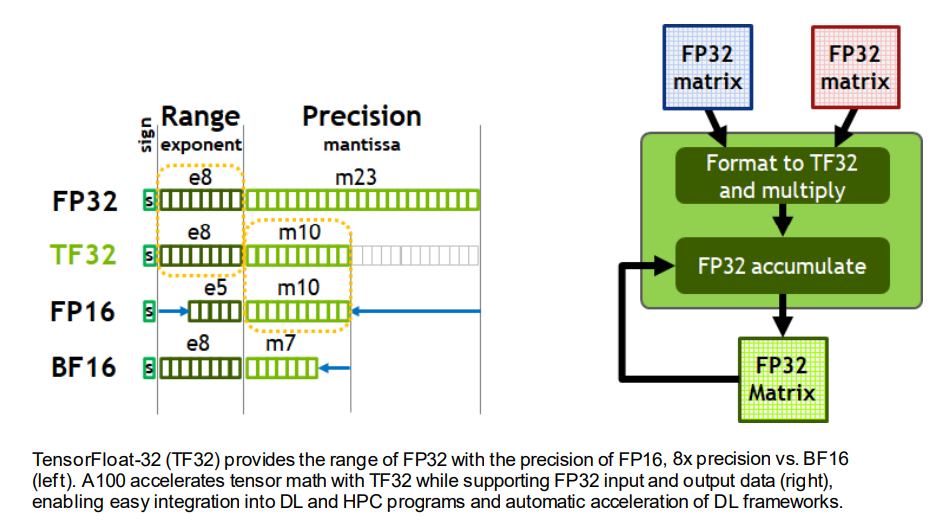 Range
Precision
sign
exponent
mantissa
e8
m23
FP32
s
e8
m10
TF32
s
e5
m10
FP16
s
e8
m7
BF16
s
FP32
matrix
FP32
matrix
Format to TF32
and multiply
FP32 accumulate
FP32
Matrix
TensorFloat-32 (TF32) provides the range of FP32 with the precision of FP16, 8x precision vs. BF16
(left). A100 accelerates tensor math with TF32 while supporting FP32 input and output data (right),
enabling easy integration into DL and HPC programs and automatic acceleration of DL frameworks.